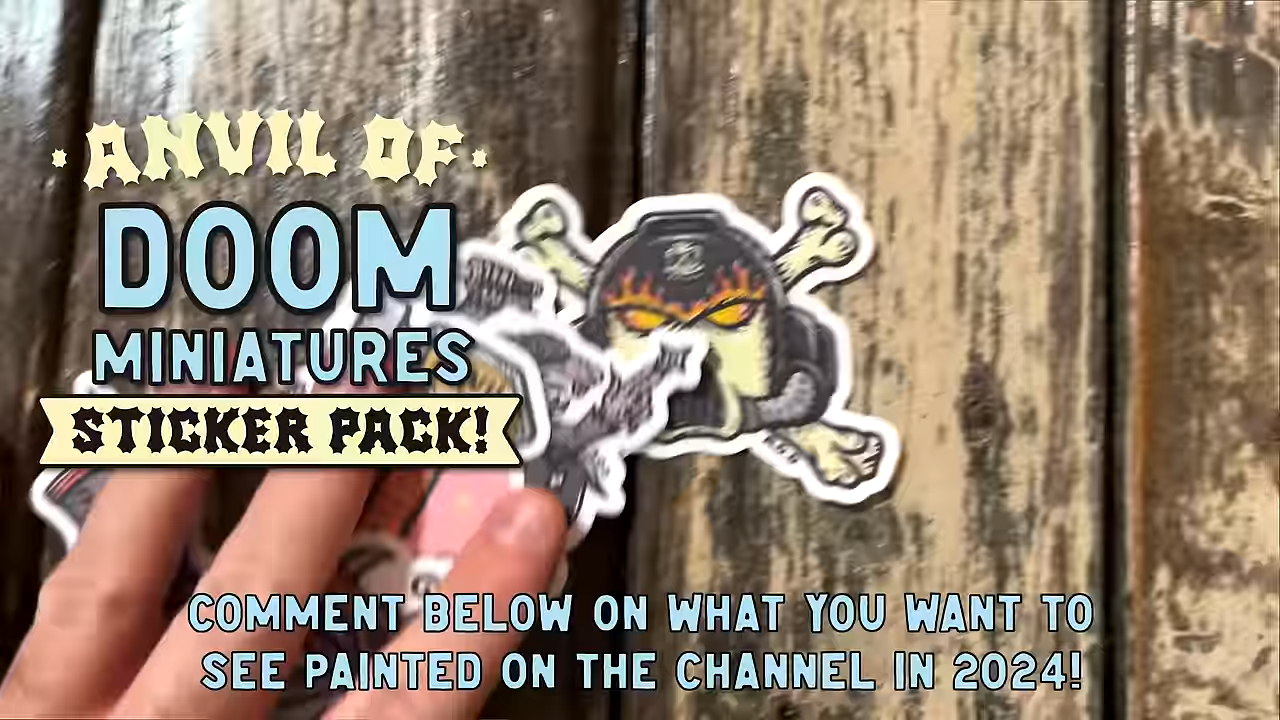 ANVIL OF
DOOM
MINIATURES
STICKER PACK!
COMMENT BELOW ON WHAT YOU WANT TO
SEE PAINTED ON THE CHANNEL IN 2024!